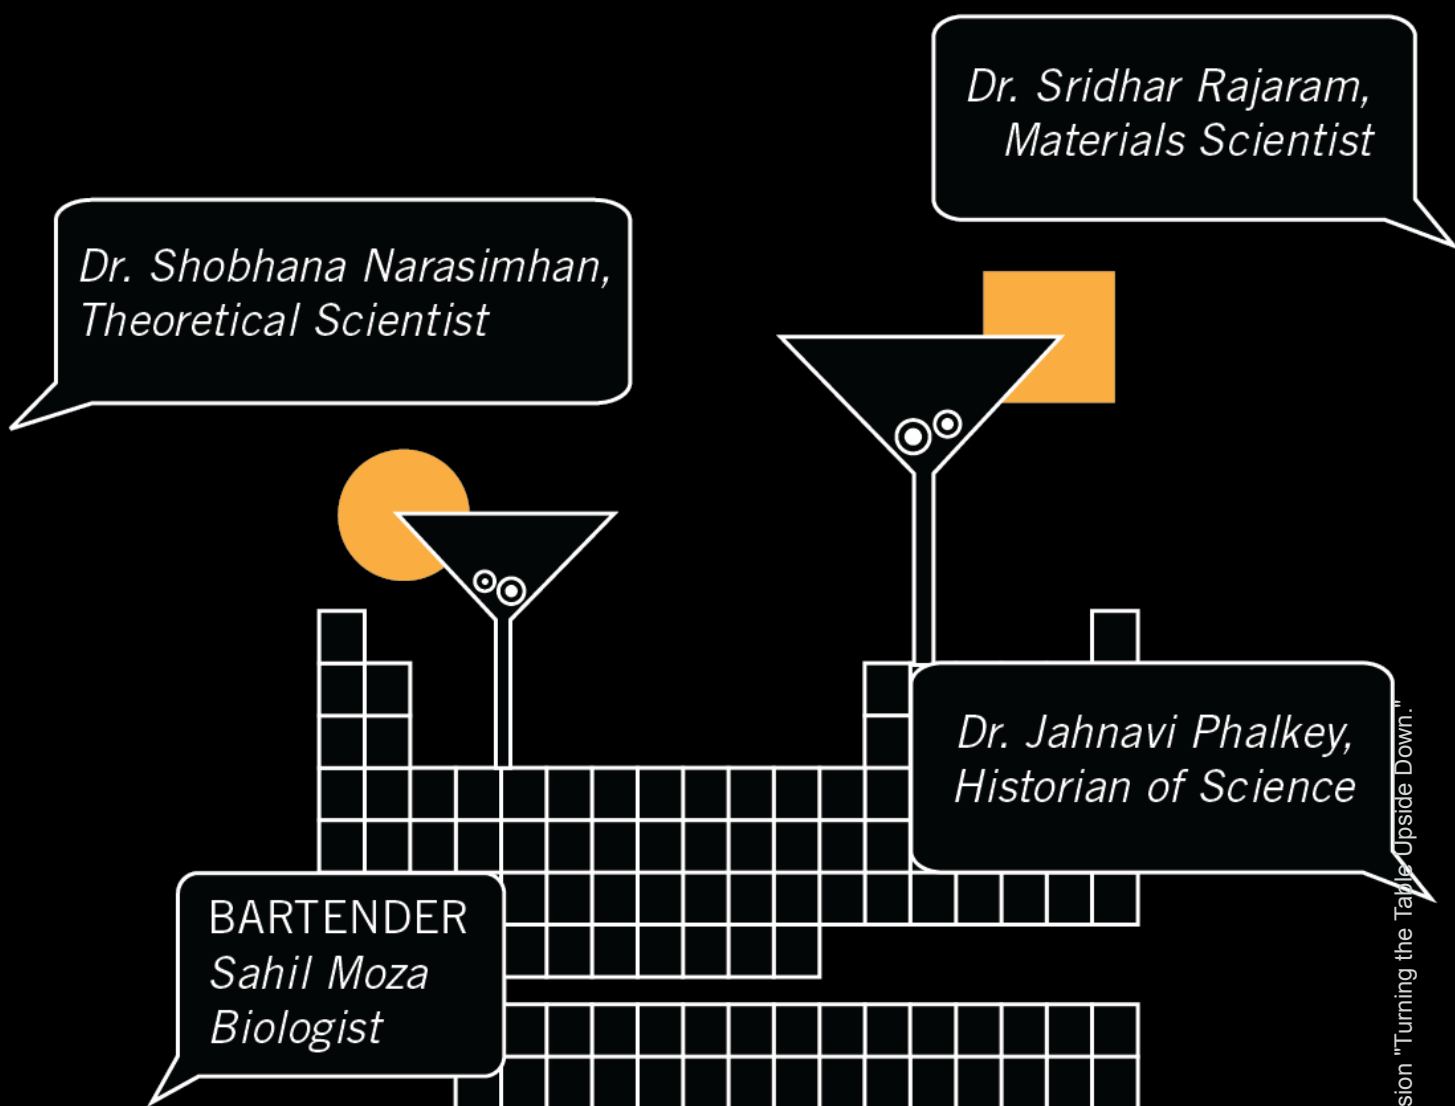 Dr. Sridhar Rajaram,
Materials Scientist
Dr. Shobhana Narasimhan,
Theoretical Scientist
Dr. Jahnavi Phalkey,
Historian of Science
BARTENDER
Sahil Moza
Biologist
"Turning the Table Upside Down."